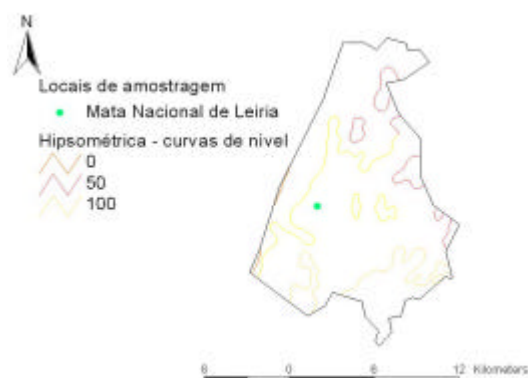 N
Locais de amostragem
Mata Nacional de Leiria
Hipsométrica - curvas de nível
0
50
100
6 0 6 12 Kilometers